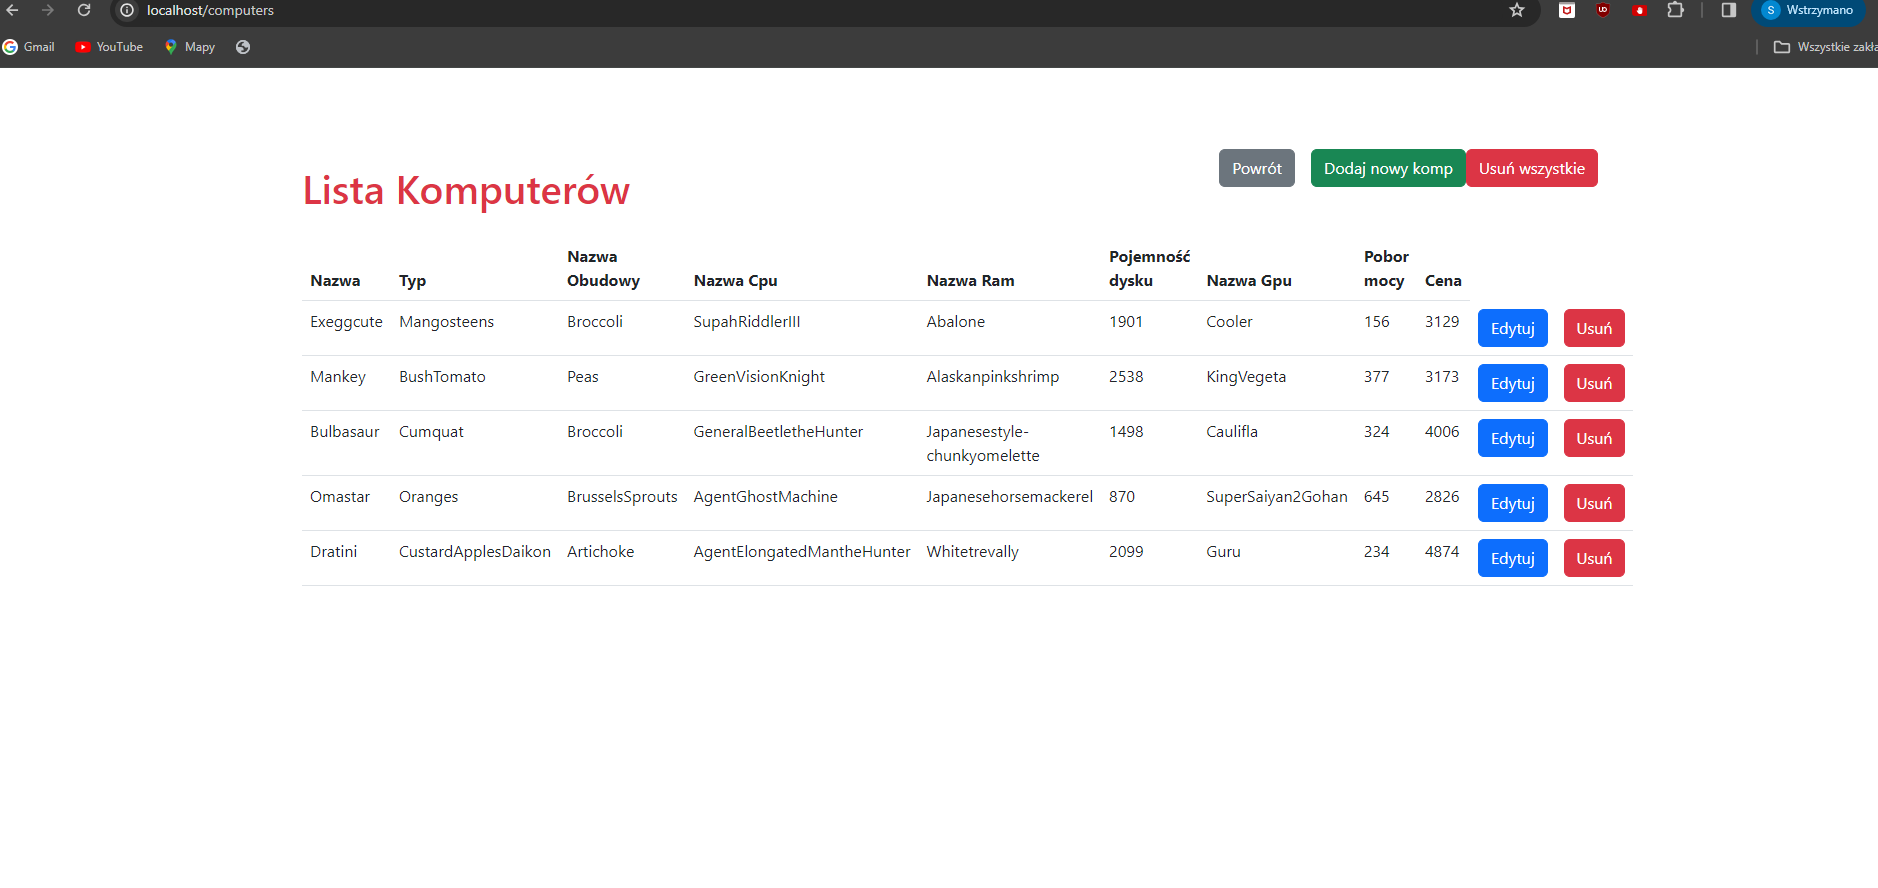 localhost/computers
Wstrzymano
Gmail YouTube Mapy
Wszystkie zakła
Powrót Dodaj nowy komp Usuń wszystkie
Lista Komputerów
Nazwa Typ Nazwa Obudowy Nazwa Cpu Nazwa Ram Pojemność dysku Nazwa Gpu Pobor mocy Cena
Exeggcute Mangosteens Broccoli SupahRiddlerIII Abalone 1901 Cooler 156 3129 Edytuj Usuń
Mankey BushTomato Peas GreenVisionKnight Alaskanpinkshrimp 2538 KingVegeta 377 3173 Edytuj Usuń
Bulbasaur Cumquat Broccoli GeneralBeetletheHunter Japanesestyle-chunkyomelette 1498 Caulifla 324 4006 Edytuj Usuń
Omastar Oranges BrusselsSprouts AgentGhostMachine Japanesehorsemackerel 870 SuperSaiyan2Gohan 645 2826 Edytuj Usuń
Dratini CustardApplesDaikon Artichoke AgentElongatedMantheHunter Whitetrevally 2099 Guru 234 4874 Edytuj Usuń